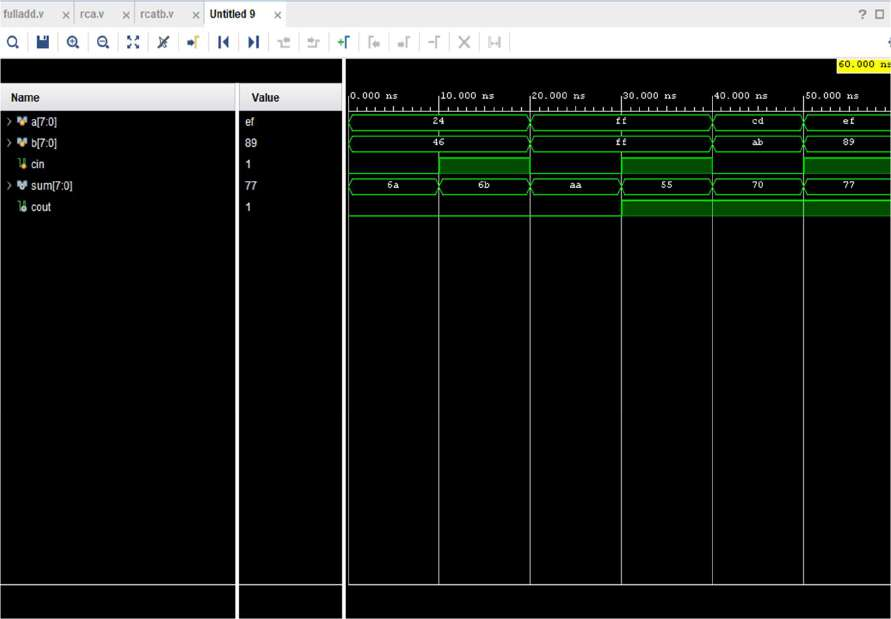 fulladd.v rca.v rcatb.v Untitled 9
60.000 ns
Name Value
0.000 ns 10.000 ns 20.000 ns 30.000 ns 40.000 ns 50.000 ns
a[7:0] ef 24 ff cd ef
b[7:0] 89 46 ff ab 89
cin 1
sum[7:0] 77 6a 6b aa 55 70 77
cout 1